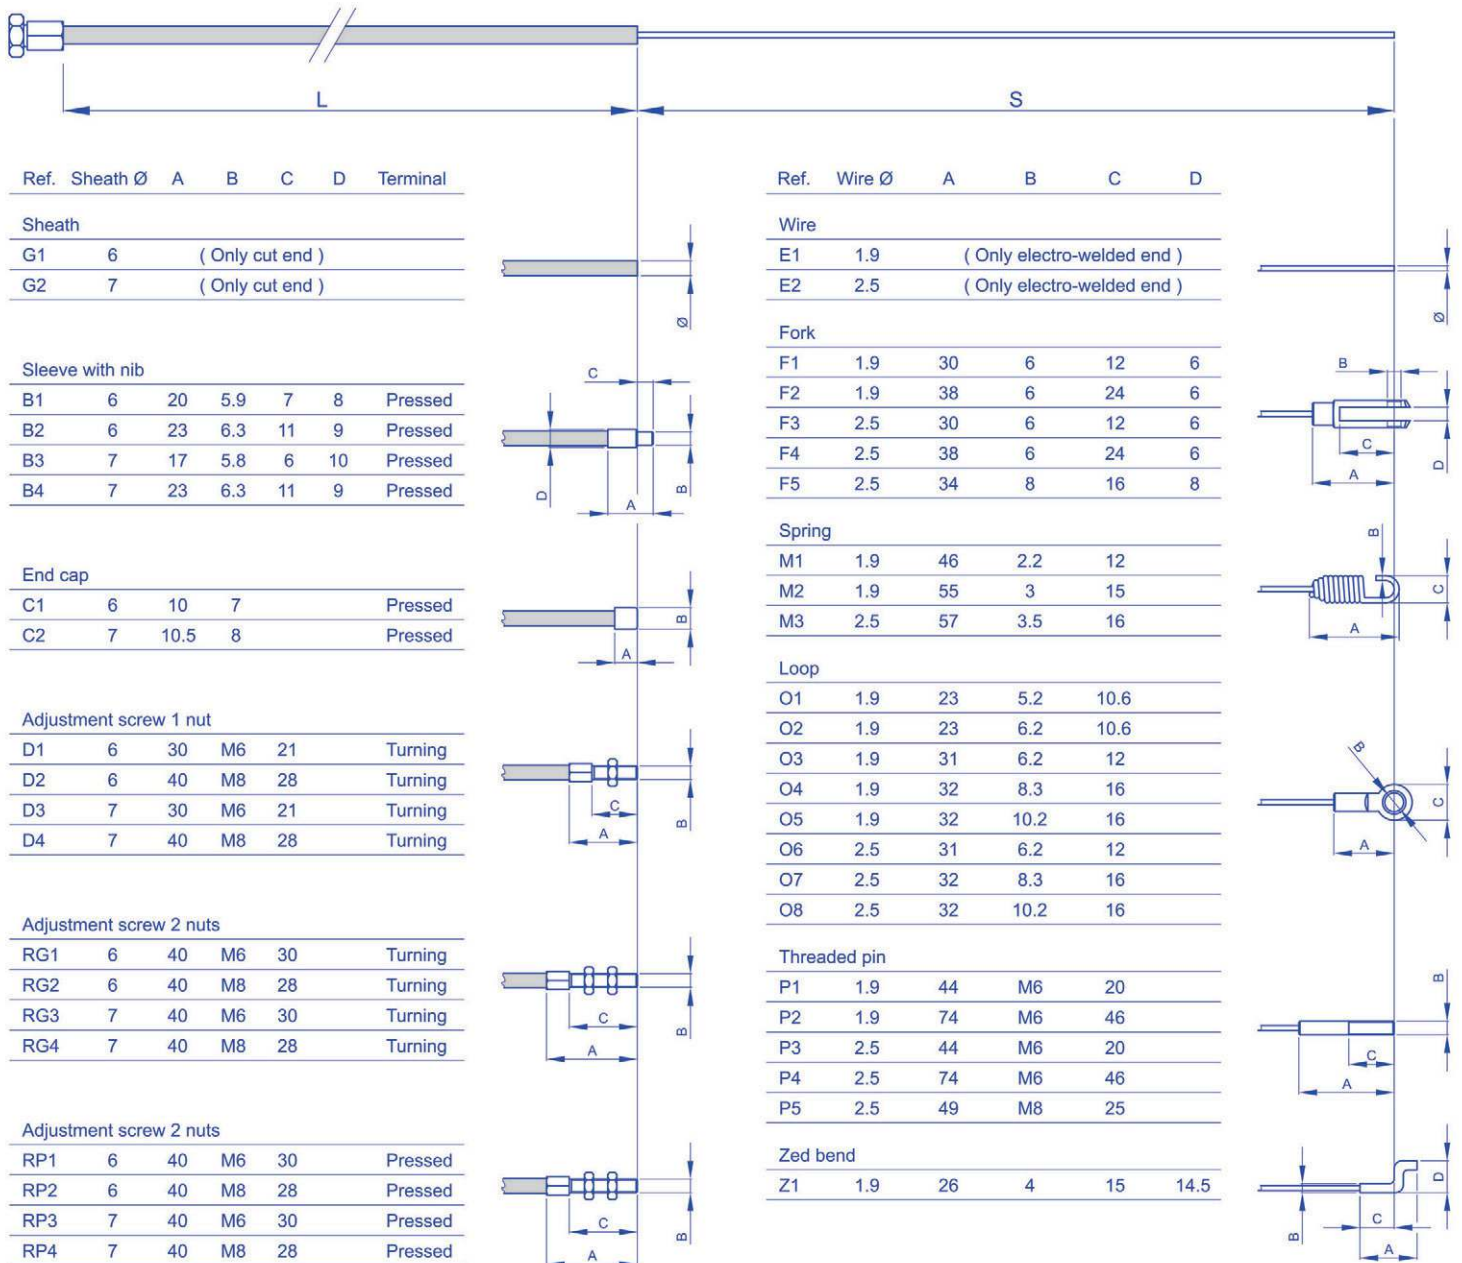 L
S
Ref. Sheath Ø A B C D Terminal
Sheath
G1 6 ( Only cut end )
G2 7 ( Only cut end )
Ø
Sleeve with nib
B1 6 20 5.9 7 8 Pressed
B2 6 23 6.3 11 9 Pressed
B3 7 17 5.8 6 10 Pressed
B4 7 23 6.3 11 9 Pressed
C
D
A
B
End cap
C1 6 10 7 Pressed
C2 7 10.5 8 Pressed
B
A
Adjustment screw 1 nut
D1 6 30 M6 21 Turning
D2 6 40 M8 28 Turning
D3 7 30 M6 21 Turning
D4 7 40 M8 28 Turning
C
A
B
Adjustment screw 2 nuts
RG1 6 40 M6 30 Turning
RG2 6 40 M8 28 Turning
RG3 7 40 M6 30 Turning
RG4 7 40 M8 28 Turning
C
A
B
Adjustment screw 2 nuts
RP1 6 40 M6 30 Pressed
RP2 6 40 M8 28 Pressed
RP3 7 40 M6 30 Pressed
RP4 7 40 M8 28 Pressed
C
A
B
Ref. Wire Ø A B C D
Wire
E1 1.9 ( Only electro-welded end )
E2 2.5 ( Only electro-welded end )
Ø
Fork
F1 1.9 30 6 12 6
F2 1.9 38 6 24 6
F3 2.5 30 6 12 6
F4 2.5 38 6 24 6
F5 2.5 34 8 16 8
B
C
A
D
Spring
M1 1.9 46 2.2 12
M2 1.9 55 3 15
M3 2.5 57 3.5 16
B
C
A
Loop
O1 1.9 23 5.2 10.6
O2 1.9 23 6.2 10.6
O3 1.9 31 6.2 12
O4 1.9 32 8.3 16
O5 1.9 32 10.2 16
O6 2.5 31 6.2 12
O7 2.5 32 8.3 16
O8 2.5 32 10.2 16
B
C
A
Threaded pin
P1 1.9 44 M6 20
P2 1.9 74 M6 46
P3 2.5 44 M6 20
P4 2.5 74 M6 46
P5 2.5 49 M8 25
B
C
A
Zed bend
Z1 1.9 26 4 15 14.5
D
B
C
A